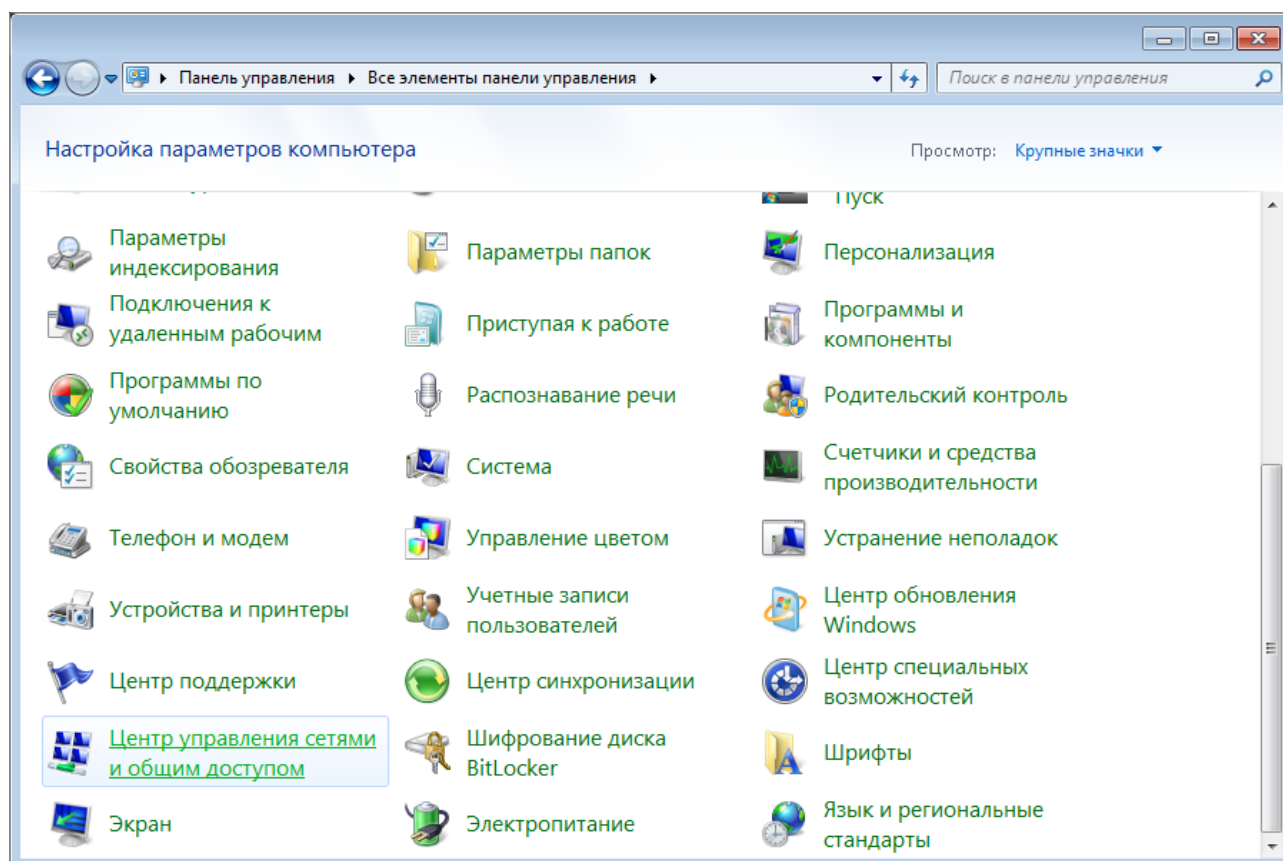 Панель управления ▸ Все элементы панели управления ▸
Поиск в панели управления
Настройка параметров компьютера
Просмотр: Крупные значки
Пуск
Параметры
индексирования
Параметры папок
Персонализация
Подключения к
удаленным рабочим
Приступая к работе
Программы и
компоненты
Программы по
умолчанию
Распознавание речи
Родительский контроль
Свойства обозревателя
Система
Счетчики и средства
производительности
Телефон и модем
Управление цветом
Устранение неполадок
Устройства и принтеры
Учетные записи
пользователей
Центр обновления
Windows
Центр поддержки
Центр синхронизации
Центр специальных
возможностей
Центр управления сетями
и общим доступом
Шифрование диска
BitLocker
Шрифты
Экран
Электропитание
Язык и региональные
стандарты